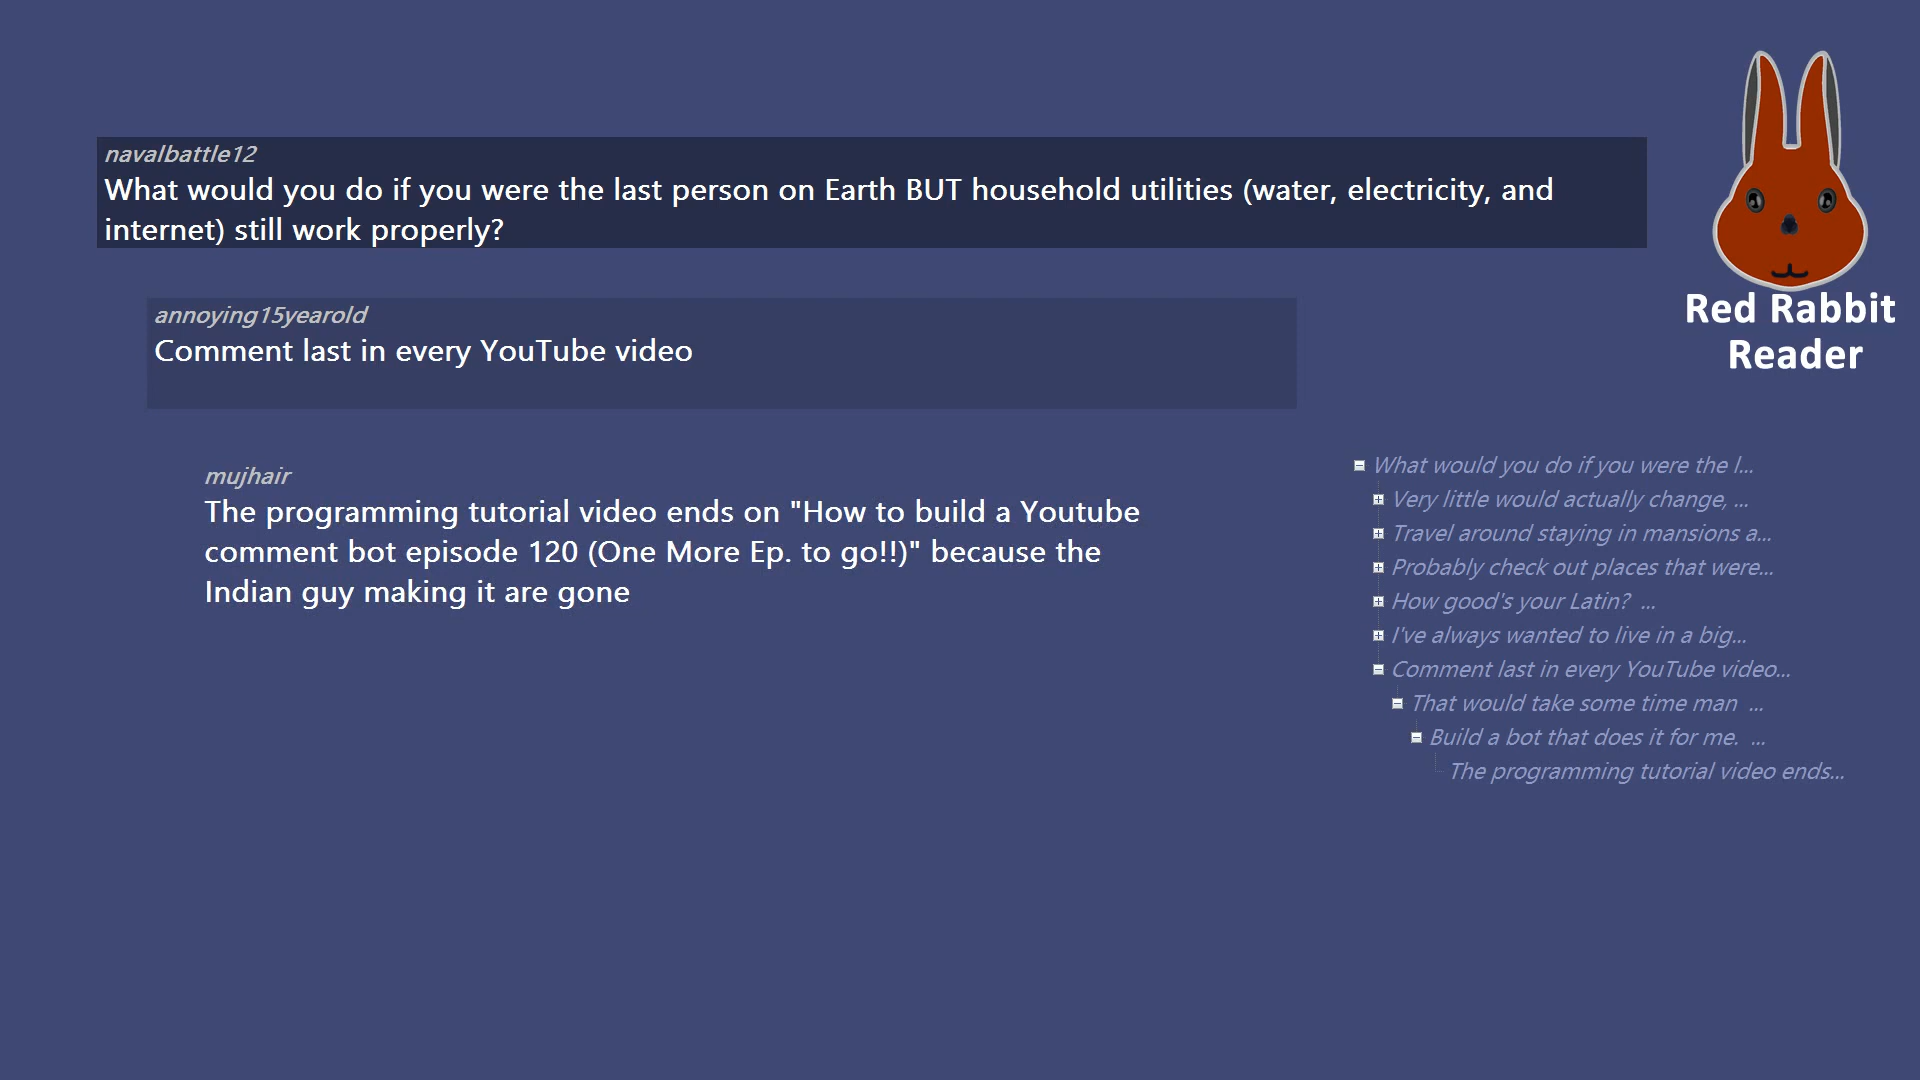 navalbattle12
What would you do if you were the last person on Earth BUT household utilities (water, electricity, and
internet) still work properly?
annoying15yearold
Comment last in every YouTube video
mujhair
The programming tutorial video ends on "How to build a Youtube
comment bot episode 120 (One More Ep. to go!!)" because the
Indian guy making it are gone
Red Rabbit
Reader
What would you do if you were the l...
Very little would actually change, ...
Travel around staying in mansions a...
Probably check out places that were...
How good's your Latin?  ...
I've always wanted to live in a big...
Comment last in every YouTube video...
That would take some time man  ...
Build a bot that does it for me.  ...
The programming tutorial video ends...